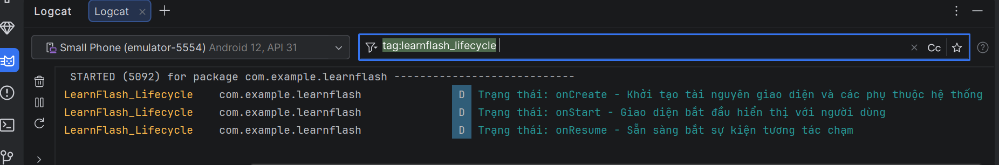 Logcat Logcat
Small Phone (emulator-5554) Android 12, API 31 tag:learnflash_lifecycle Cc
STARTED (5092) for package com.example.learnflash ----------------------------
LearnFlash_Lifecycle com.example.learnflash D Trạng thái: onCreate - Khởi tạo tài nguyên giao diện và các phụ thuộc hệ thống
LearnFlash_Lifecycle com.example.learnflash D Trạng thái: onStart - Giao diện bắt đầu hiển thị với người dùng
LearnFlash_Lifecycle com.example.learnflash D Trạng thái: onResume - Sẵn sàng bắt sự kiện tương tác chạm